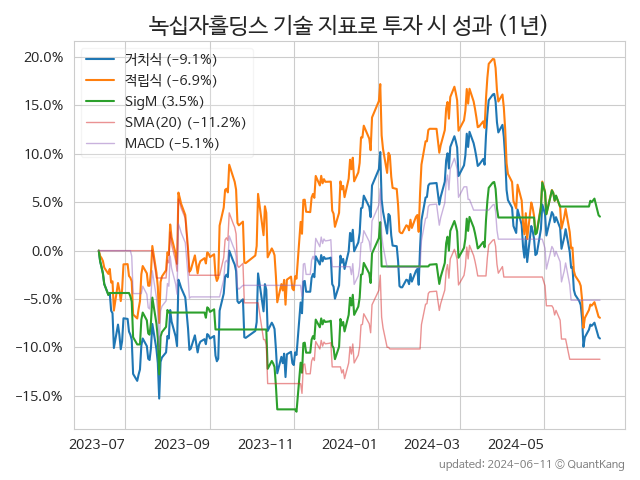 녹십자홀딩스 기술 지표로 투자 시 성과 (1년)
거치식 (−9.1%)
적립식 (−6.9%)
SigM (3.5%)
SMA(20) (−11.2%)
MACD (−5.1%)
20.0%
15.0%
10.0%
5.0%
0.0%
−5.0%
−10.0%
−15.0%
2023-07 2023-09 2023-11 2024-01 2024-03 2024-05
updated: 2024-06-11 © QuantKang